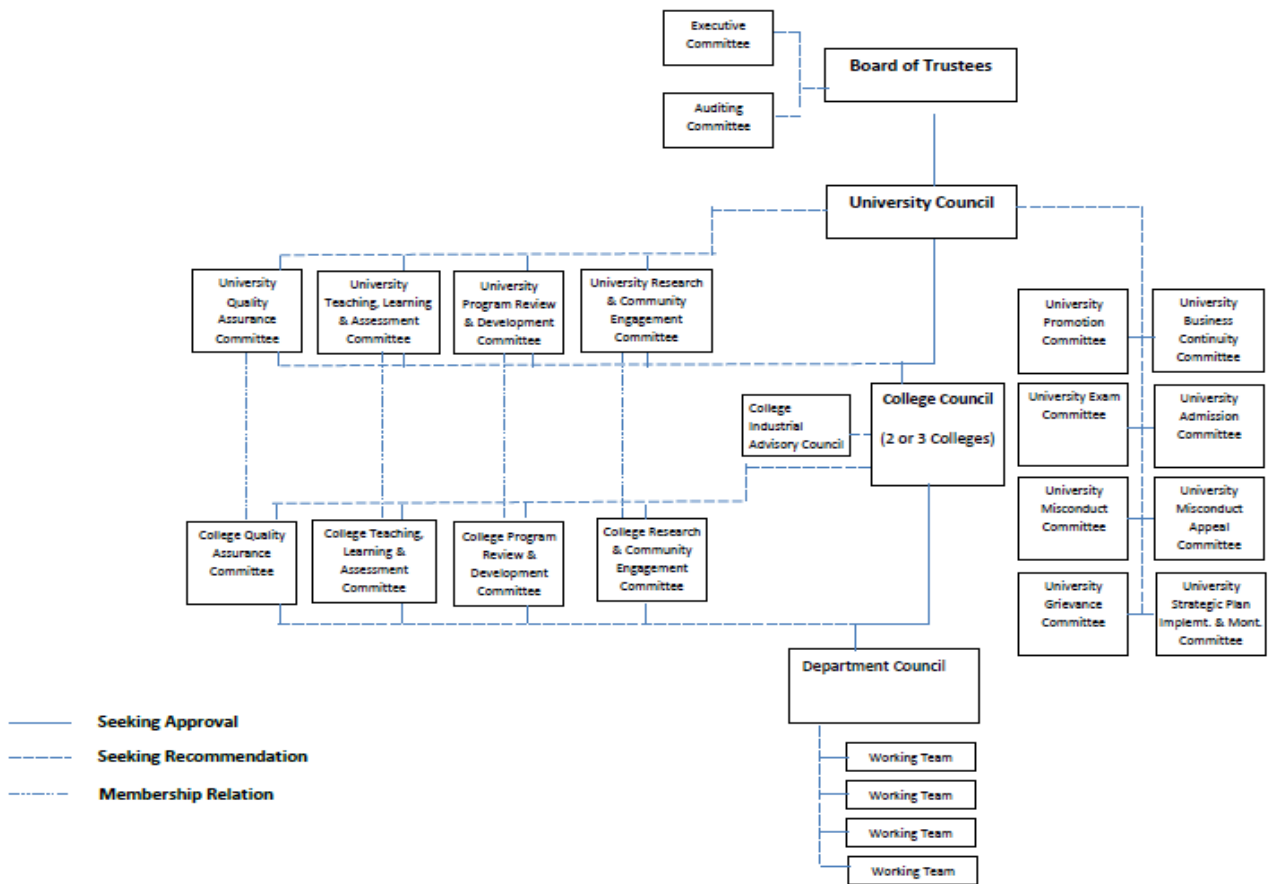 Executive
Committee
Board of Trustees
Auditing
Committee
University Council
University
Quality
Assurance
Committee
University
Teaching, Learning
& Assessment
Committee
University
Program Review
& Development
Committee
University Research
& Community
Engagement
Committee
University
Promotion
Committee
University
Business
Continuity
Committee
College Council
(2 or 3 Colleges)
College
Industrial
Advisory Council
University Exam
Committee
University
Admission
Committee
University
Misconduct
Committee
University
Misconduct
Appeal
Committee
College Quality
Assurance
Committee
College Teaching,
Learning &
Assessment
Committee
College Program
Review &
Development
Committee
College Research
& Community
Engagement
Committee
University
Grievance
Committee
University
Strategic Plan
Implemt. & Mont.
Committee
Department Council
Seeking Approval
Seeking Recommendation
Membership Relation
Working Team
Working Team
Working Team
Working Team